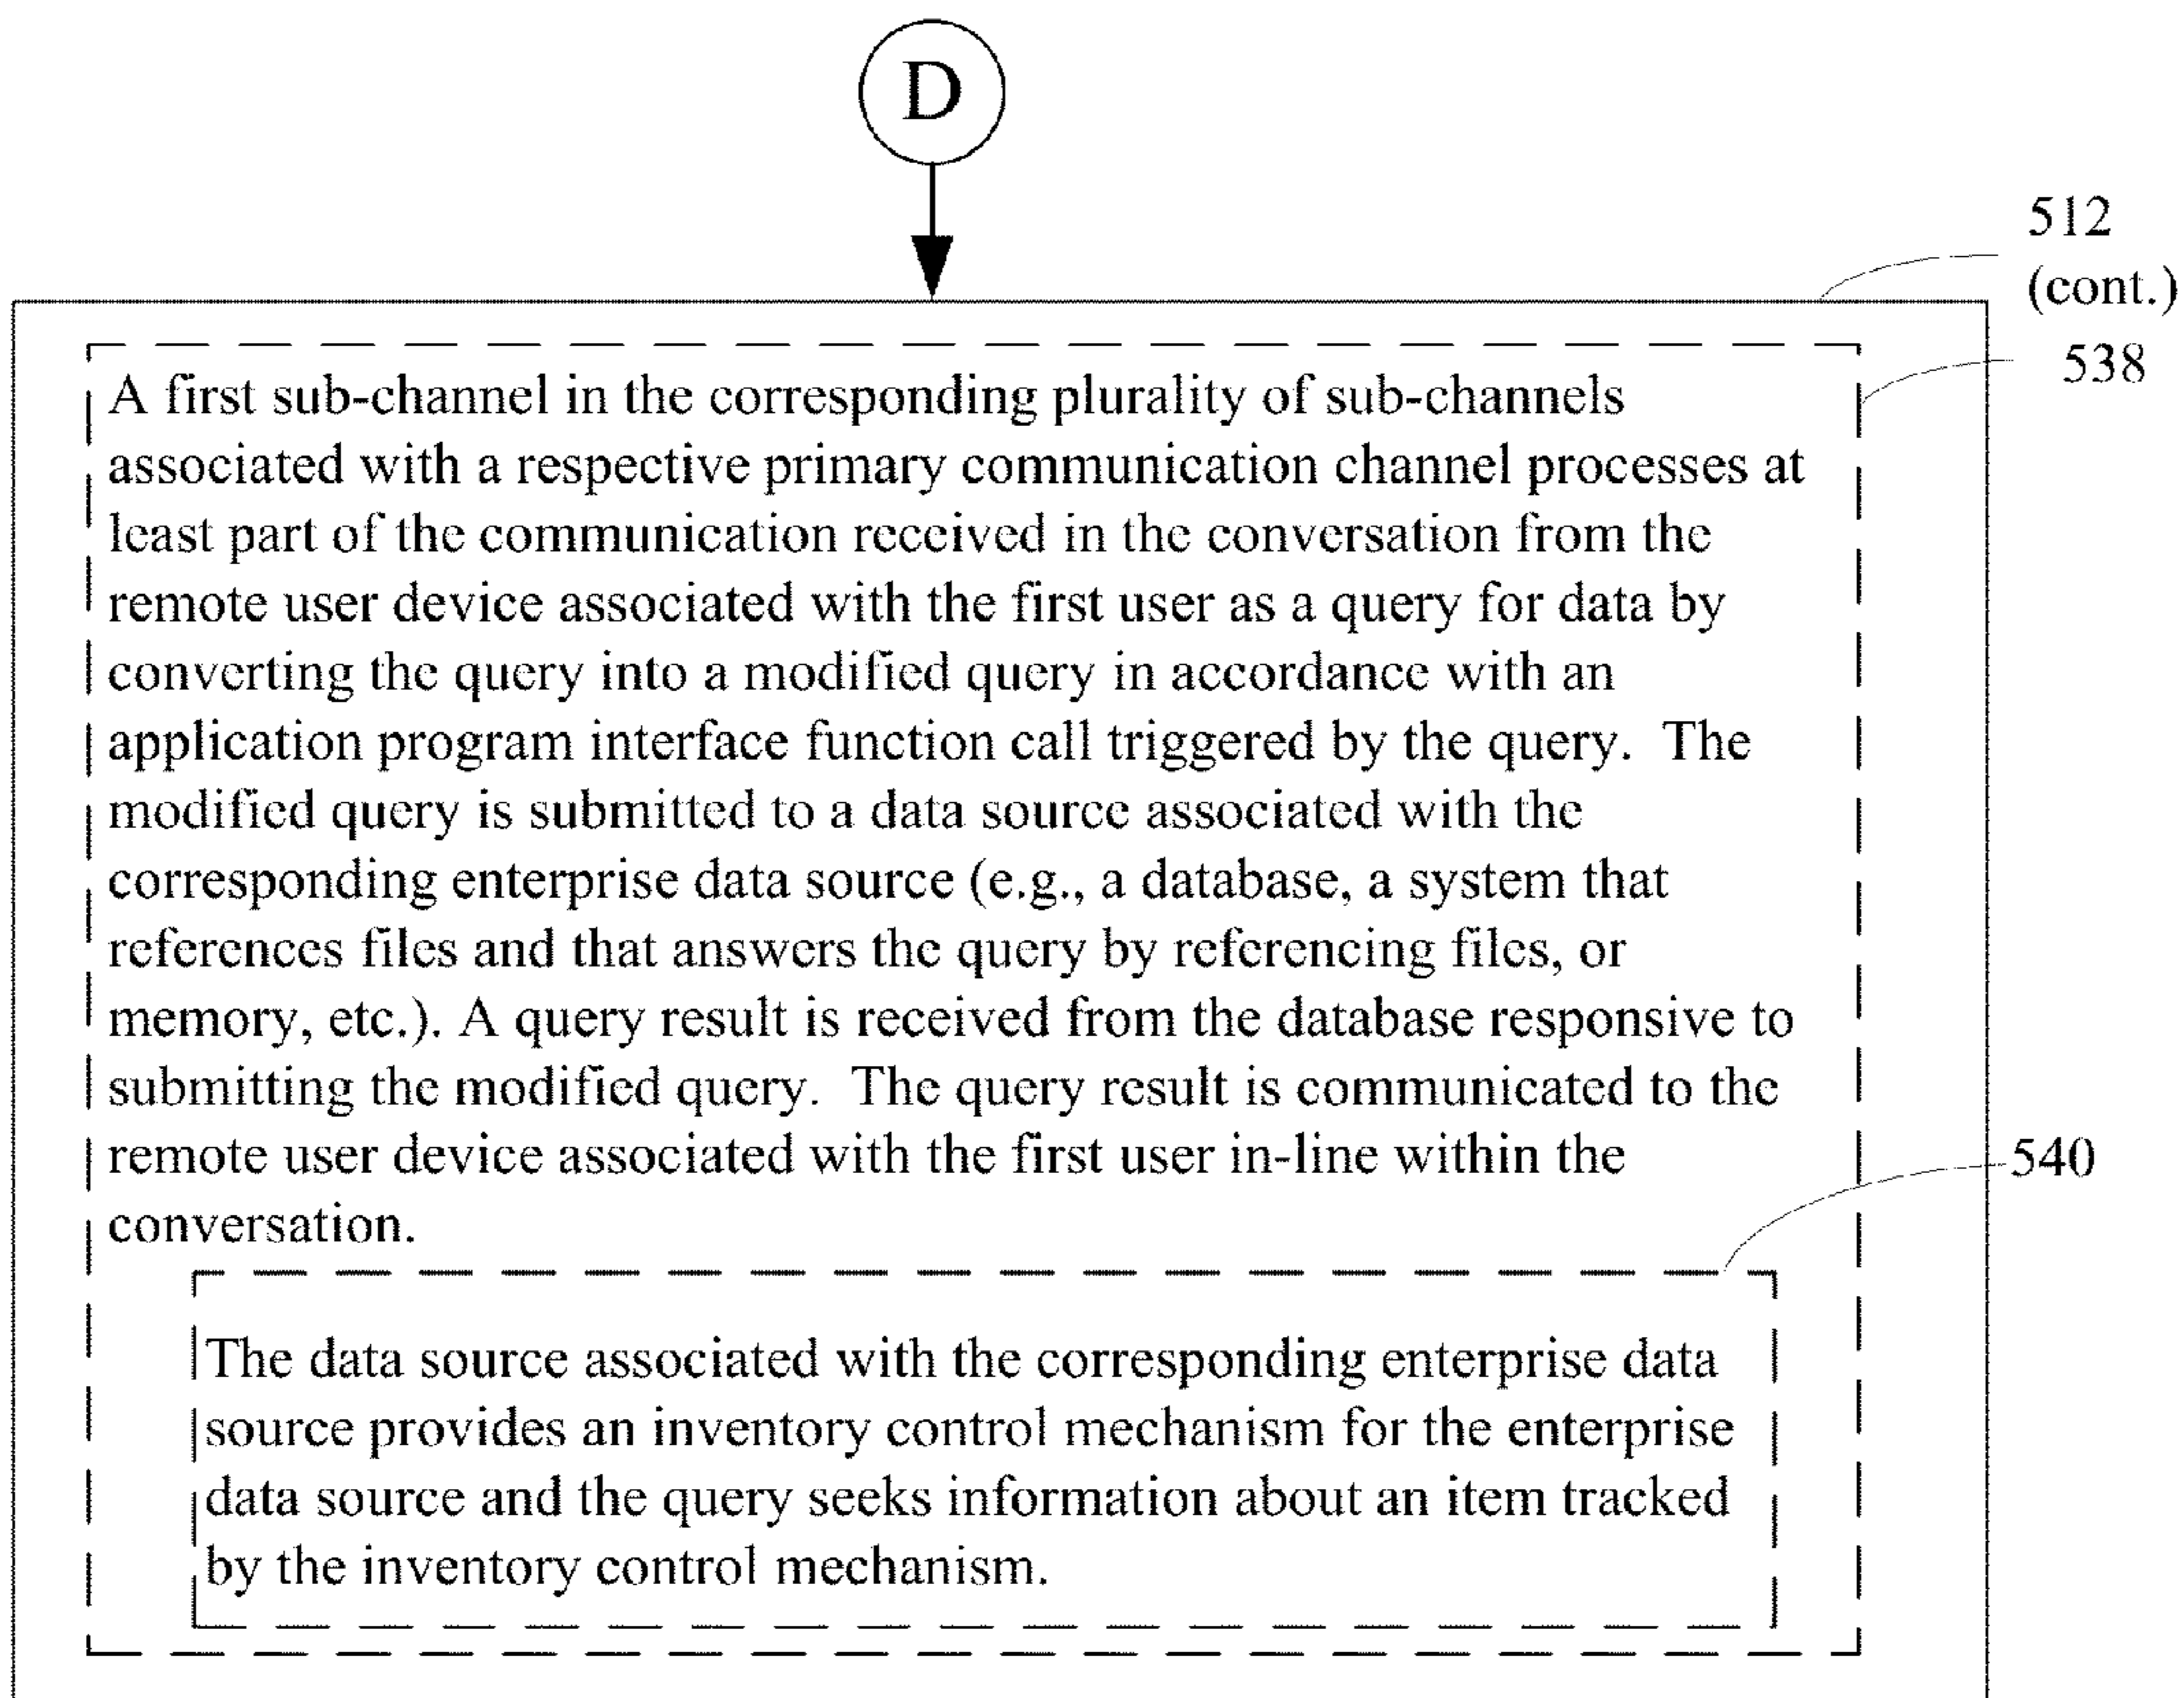 D
512
(cont.)
538
A first sub-channel in the corresponding plurality of sub-channels
associated with a respective primary communication channel processes at
least part of the communication received in the conversation from the
remote user device associated with the first user as a query for data by
converting the query into a modified query in accordance with an
application program interface function call triggered by the query.  The
modified query is submitted to a data source associated with the
corresponding enterprise data source (e.g., a database, a system that
references files and that answers the query by referencing files, or
memory, etc.). A query result is received from the database responsive to
submitting the modified query.  The query result is communicated to the
remote user device associated with the first user in-line within the
conversation.
540
The data source associated with the corresponding enterprise data
source provides an inventory control mechanism for the enterprise
data source and the query seeks information about an item tracked
by the inventory control mechanism.